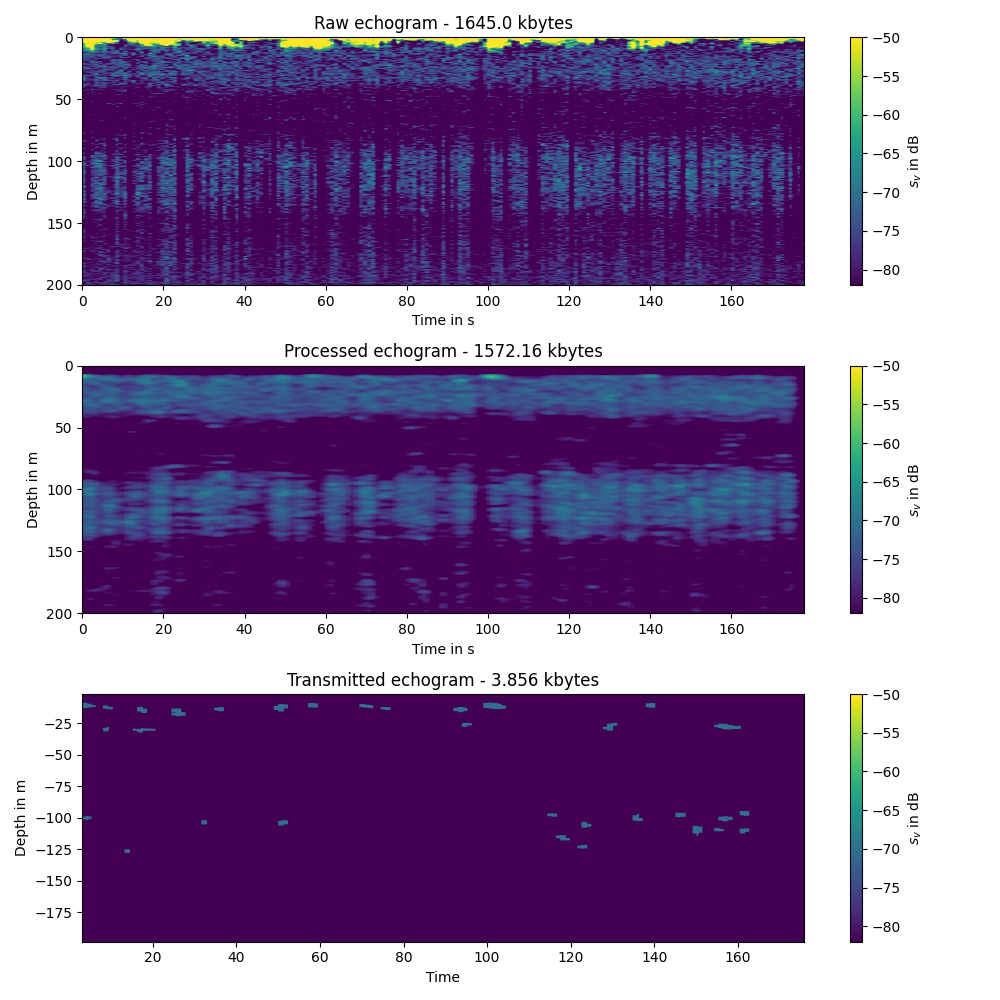 Raw echogram - 1645.0 kbytes
0
50
100
150
200
Depth in m
0 20 40 60 80 100 120 140 160
Time in s
−50
−55
−60
−65
−70
−75
−80
sv in dB
Processed echogram - 1572.16 kbytes
0
50
100
150
200
Depth in m
0 20 40 60 80 100 120 140 160
Time in s
−50
−55
−60
−65
−70
−75
−80
sv in dB
Transmitted echogram - 3.856 kbytes
−25
−50
−75
−100
−125
−150
−175
Depth in m
20 40 60 80 100 120 140 160
Time
−50
−55
−60
−65
−70
−75
−80
sv in dB